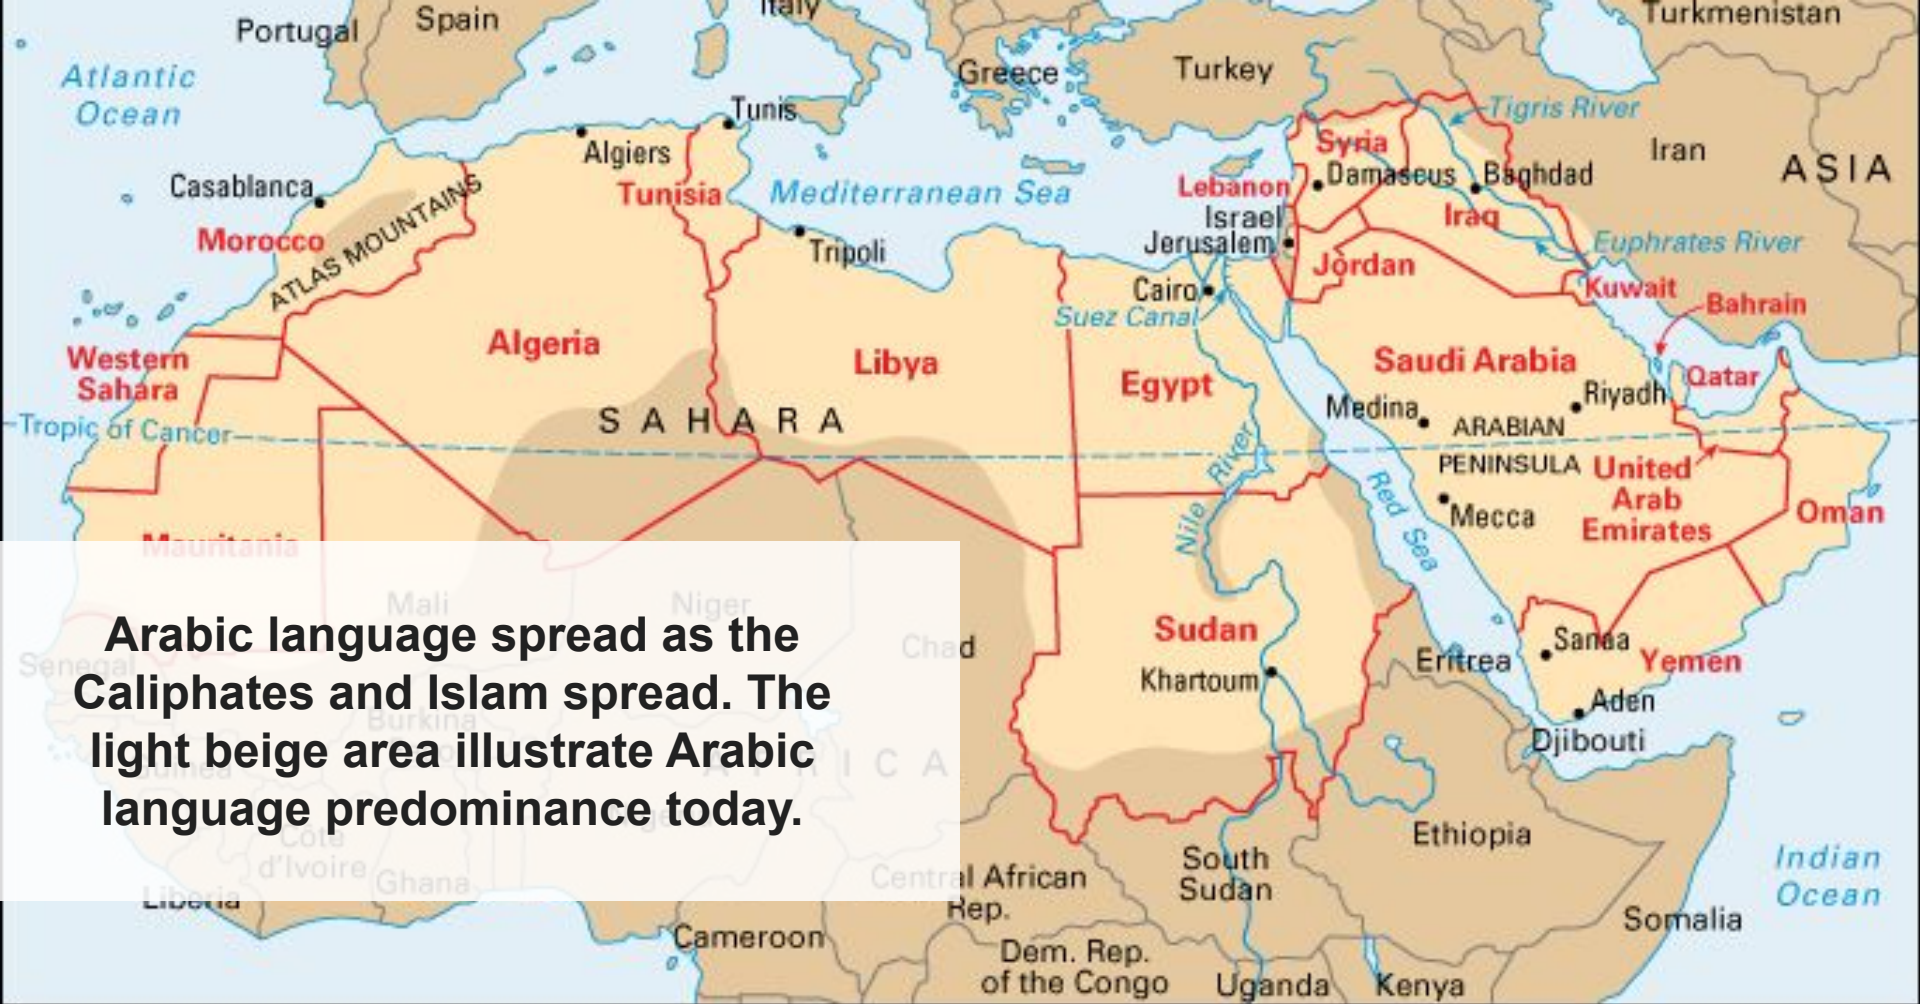 Portugal
Spain
Italy
Greece
Turkey
Turkmenistan
Atlantic
Ocean
Tunis
Tigris River
Algiers
Syria
Iran
ASIA
Casablanca
Tunisia
Mediterranean Sea
Lebanon
Damascus
Baghdad
Morocco
ATLAS MOUNTAINS
Tripoli
Israel
Jerusalem
Iraq
Euphrates River
Jordan
Cairo
Suez Canal
Kuwait
Bahrain
Western
Sahara
Algeria
Libya
Egypt
Saudi Arabia
Qatar
Riyadh
Medina
SAHARA
Tropic of Cancer
ARABIAN
PENINSULA
United
Arab
Emirates
Nile River
Red Sea
Mecca
Oman
Mauritania
Mali
Niger
Chad
Sudan
Khartoum
Senegal
Eritrea
Sanaa
Yemen
Aden
Djibouti
Arabic language spread as the
Caliphates and Islam spread. The
light beige area illustrate Arabic
language predominance today.
Burkina
Guinea
AFRICA
Côte
d'Ivoire
Ghana
Liberia
Central African
Rep.
South
Sudan
Ethiopia
Indian
Ocean
Somalia
Cameroon
Dem. Rep.
of the Congo
Uganda
Kenya